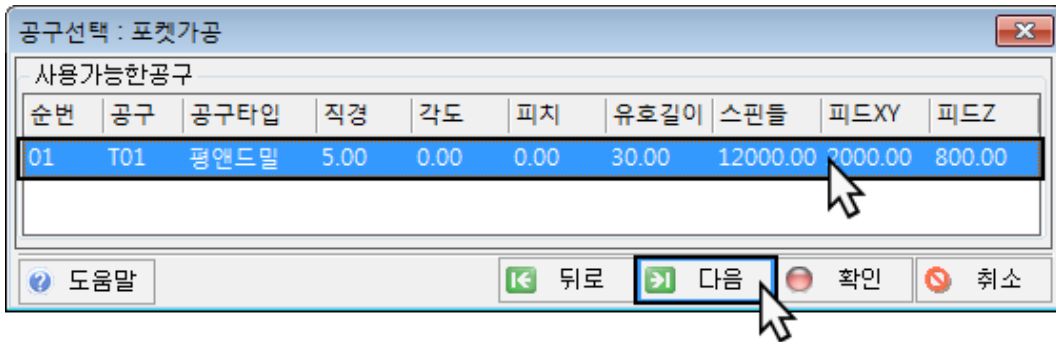 공구선택 : 포켓가공
사용가능한공구
순번 공구 공구타입 직경 각도 피치 유호길이 스핀들 피드XY 피드Z
01 T01 평앤드밀 5.00 0.00 0.00 30.00 12000.00 2000.00 800.00
도움말 뒤로 다음 확인 취소